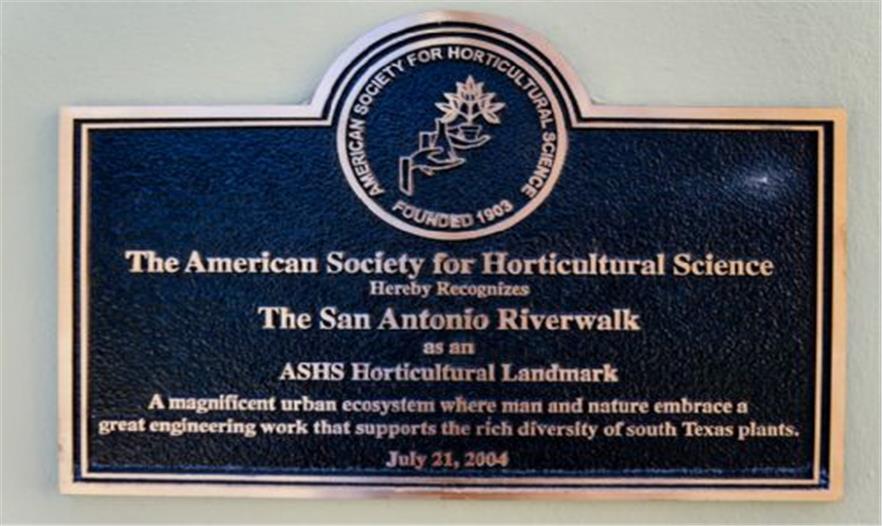 AMERICAN SOCIETY FOR HORTICULTURAL SCIENCE
FOUNDED 1903
The American Society for Horticultural Science
Hereby Recognizes
The San Antonio Riverwalk
as an
ASHS Horticultural Landmark
A magnificent urban ecosystem where man and nature embrace a
great engineering work that supports the rich diversity of south Texas plants.
July 21, 2004